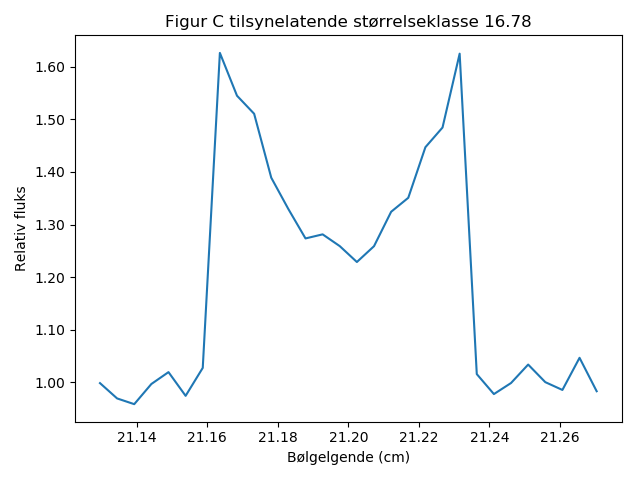 Figur C tilsynelatende størrelseklasse 16.78
Relativ fluks
1.60
1.50
1.40
1.30
1.20
1.10
1.00
21.14 21.16 21.18 21.20 21.22 21.24 21.26
Bølgelgende (cm)